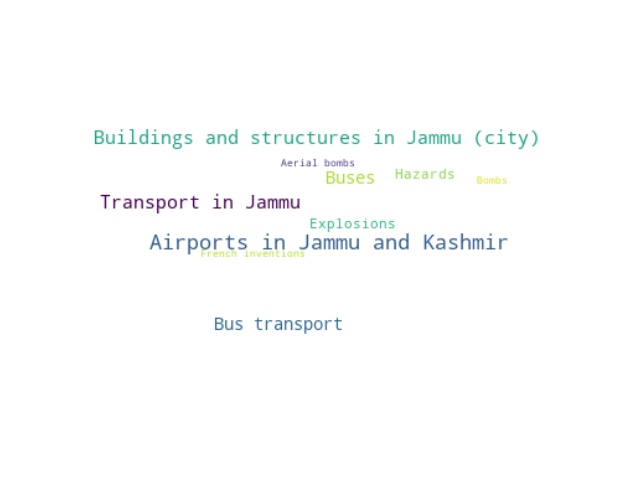 Buildings and structures in Jammu (city)
Aerial bombs
Buses
Hazards
Bombs
Transport in Jammu
Explosions
Airports in Jammu and Kashmir
French inventions
Bus transport